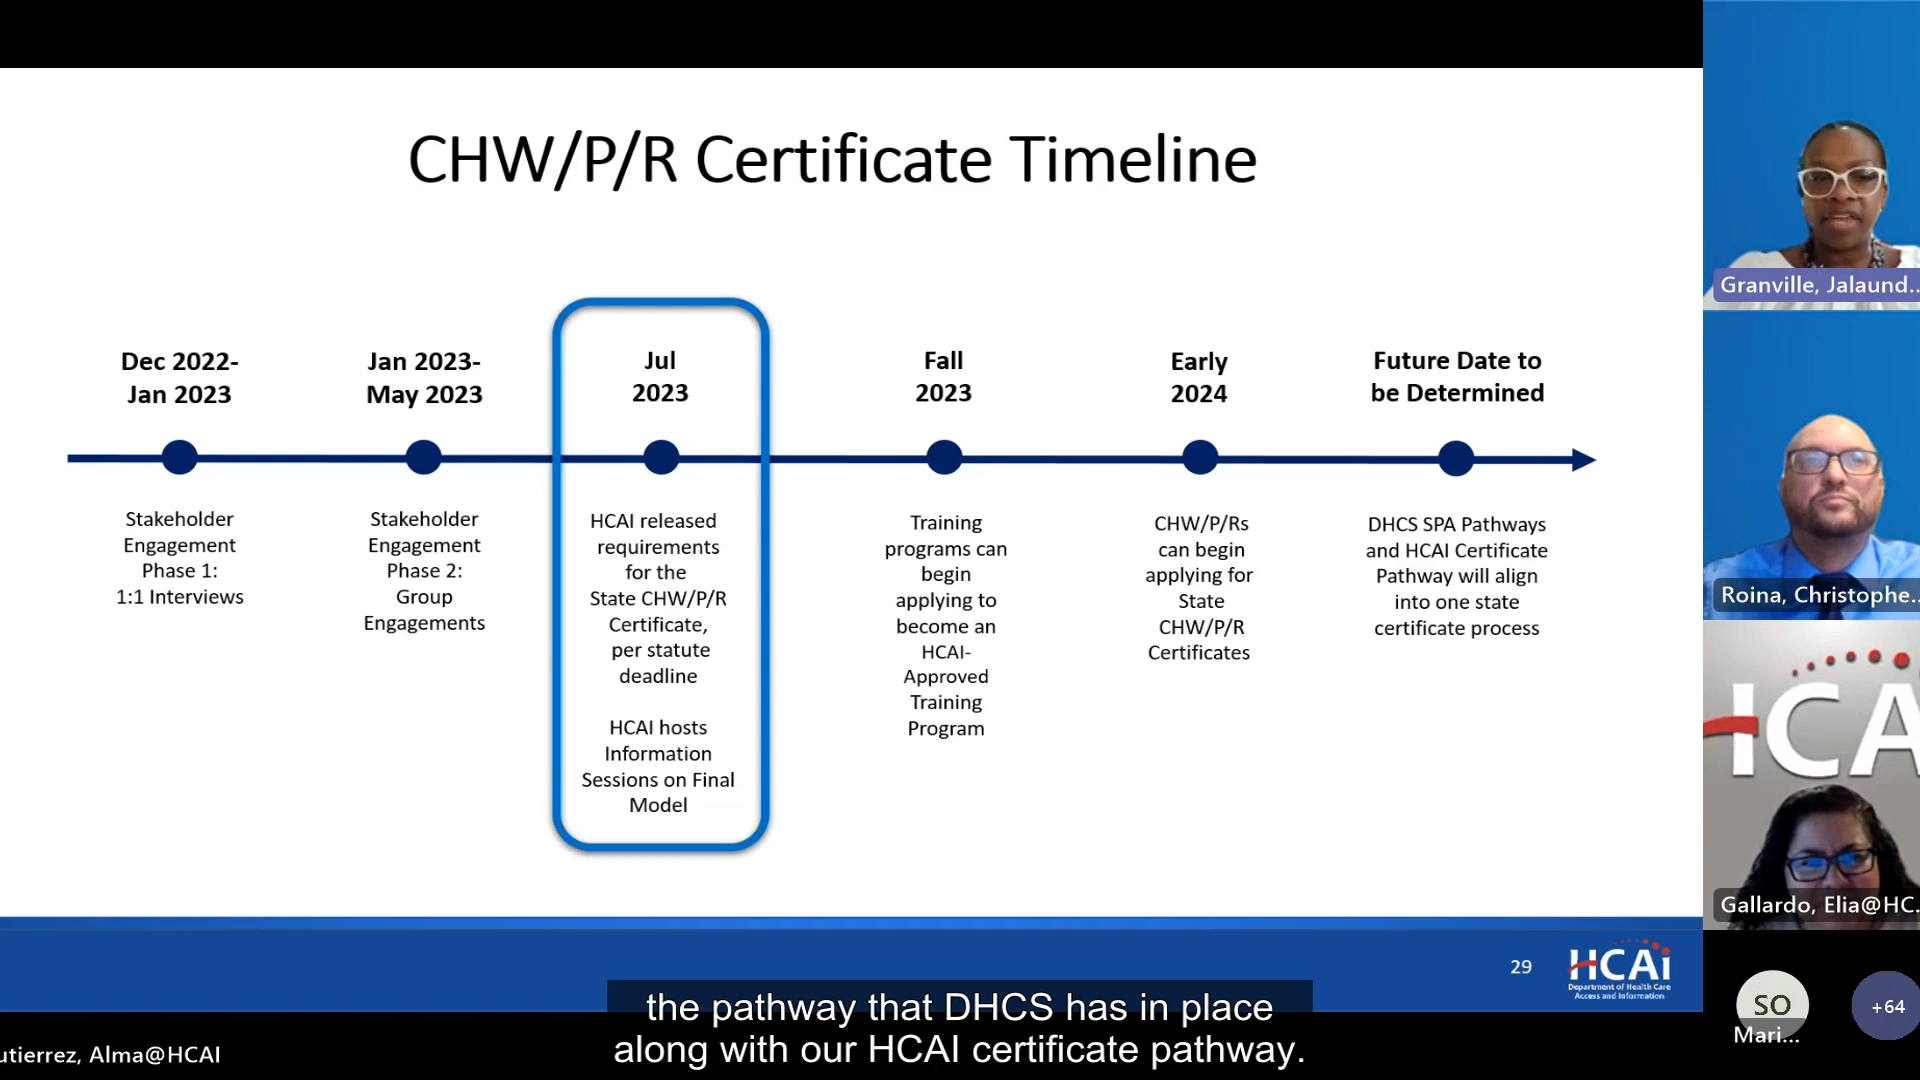 CHW/P/R Certificate Timeline
Dec 2022-
Jan 2023
Stakeholder
Engagement
Phase 1:
1:1 Interviews
Jan 2023-
May 2023
Stakeholder
Engagement
Phase 2:
Group
Engagements
Jul
2023
HCAI released
requirements
for the
State CHW/P/R
Certificate,
per statute
deadline
HCAI hosts
Information
Sessions on Final
Model
Fall
2023
Training
programs can
begin
applying to
become an
HCAI-
Approved
Training
Program
Early
2024
CHW/P/Rs
can begin
applying for
State
CHW/P/R
Certificates
Future Date to
be Determined
DHCS SPA Pathways
and HCAI Certificate
Pathway will align
into one state
certificate process
29
HCAi
Department of Health Care
Access and Information
the pathway that DHCS has in place
along with our HCAI certificate pathway.
utierrez, Alma@HCAI
Granville, Jalaund...
Roina, Christophe...
HCA
Gallardo, Elia@HC...
SO
Mari...
+64